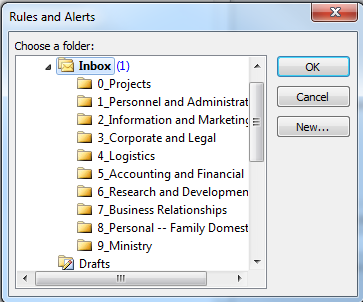 Rules and Alerts
Choose a folder:
Inbox (1)
0_Projects
1_Personnel and Administrat
2_Information and Marketing
3_Corporate and Legal
4_Logistics
5_Accounting and Financial
6_Research and Developmen
7_Business Relationships
8_Personal -- Family Domest
9_Ministry
Drafts
OK
Cancel
New...